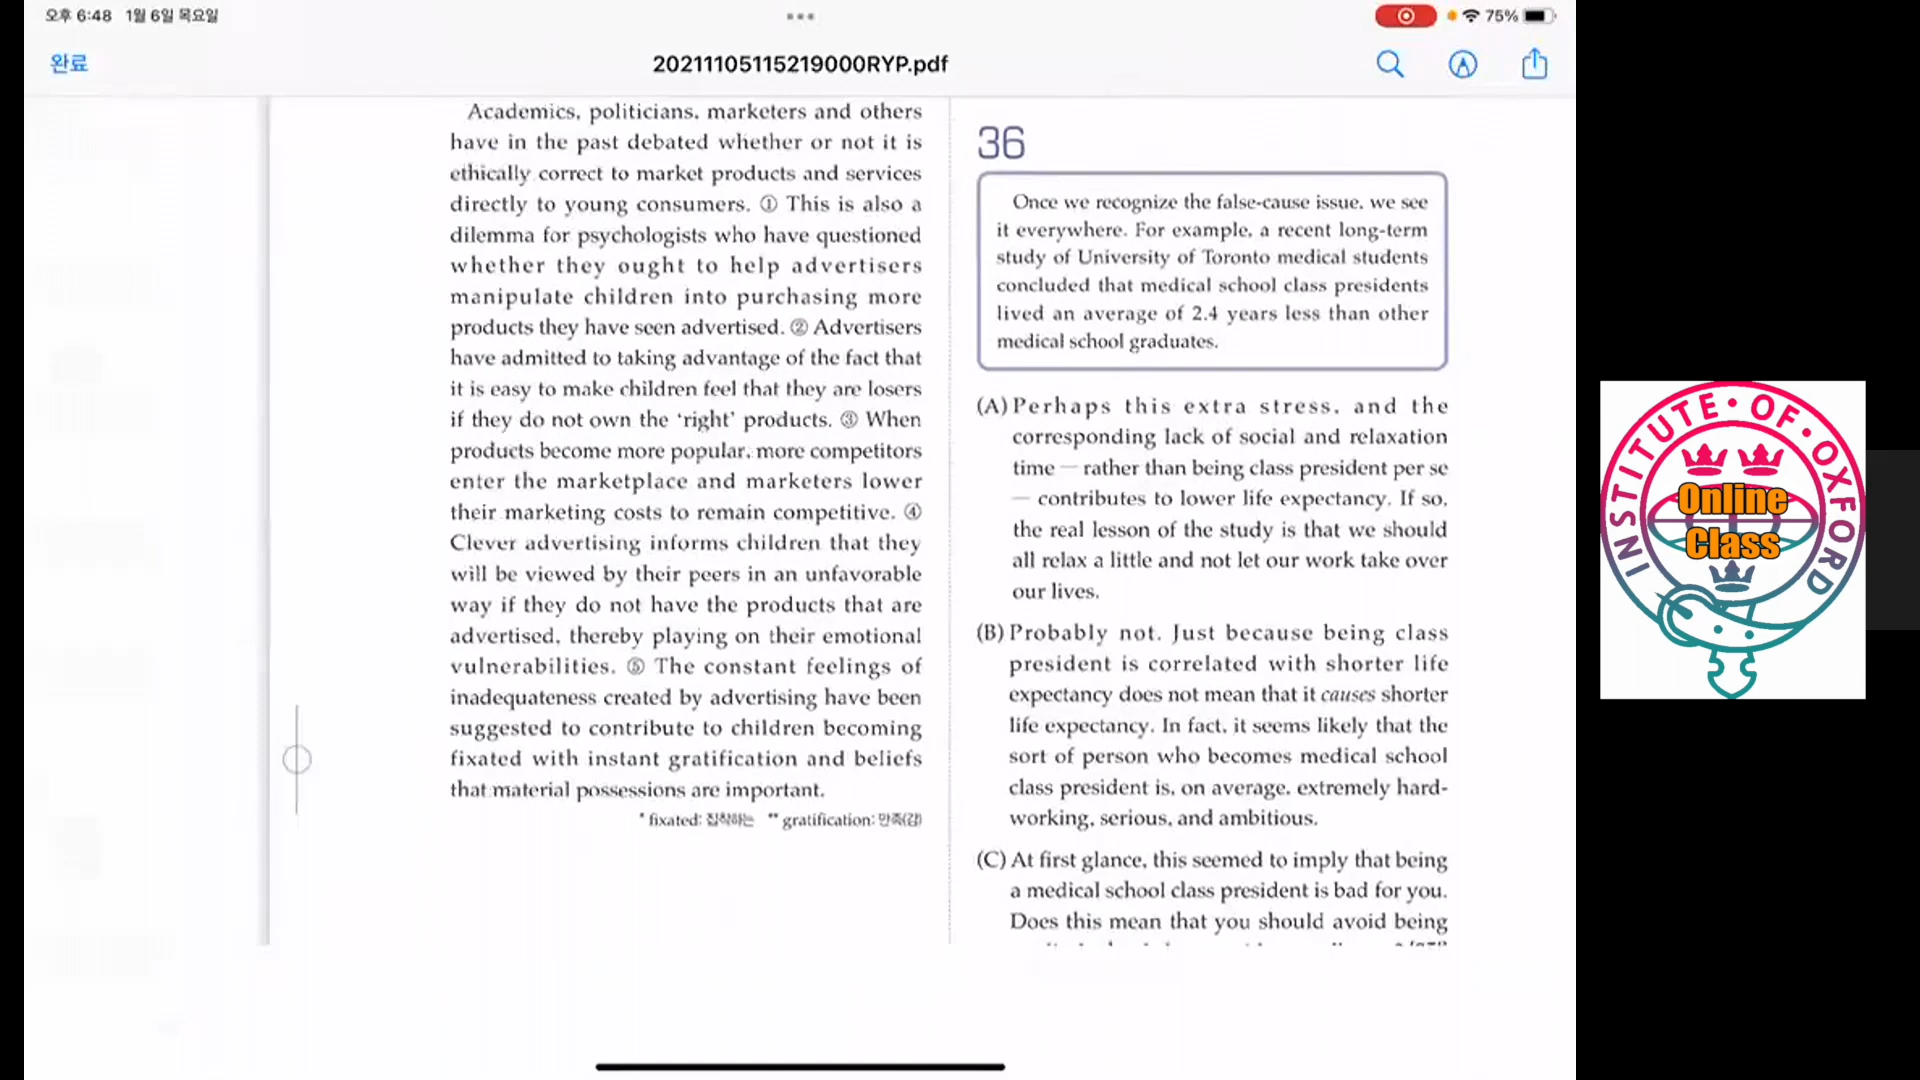 오후 6:48 1월 6일 목요일
75%
완료
20211105115219000RYP.pdf
Academics, politicians, marketers and others
have in the past debated whether or not it is
ethically correct to market products and services
directly to young consumers. ① This is also a
dilemma for psychologists who have questioned
whether they ought to help advertisers
manipulate children into purchasing more
products they have seen advertised. ② Advertisers
have admitted to taking advantage of the fact that
it is easy to make children feel that they are losers
if they do not own the ‘right’ products. ③ When
products become more popular, more competitors
enter the marketplace and marketers lower
their marketing costs to remain competitive. ④
Clever advertising informs children that they
will be viewed by their peers in an unfavorable
way if they do not have the products that are
advertised, thereby playing on their emotional
vulnerabilities. ⑤ The constant feelings of
inadequateness created by advertising have been
suggested to contribute to children becoming
fixated with instant gratification and beliefs
that material possessions are important.
* fixated: 집착하는 ** gratification: 만족(감)
36
Once we recognize the false-cause issue, we see
it everywhere. For example, a recent long-term
study of University of Toronto medical students
concluded that medical school class presidents
lived an average of 2.4 years less than other
medical school graduates.
(A) Perhaps this extra stress, and the
corresponding lack of social and relaxation
time — rather than being class president per se
— contributes to lower life expectancy. If so,
the real lesson of the study is that we should
all relax a little and not let our work take over
our lives.
(B) Probably not. Just because being class
president is correlated with shorter life
expectancy does not mean that it causes shorter
life expectancy. In fact, it seems likely that the
sort of person who becomes medical school
class president is, on average, extremely hard-
working, serious, and ambitious.
(C) At first glance, this seemed to imply that being
a medical school class president is bad for you.
Does this mean that you should avoid being
INSTITUTE • OF • OXFORD
Online
Class